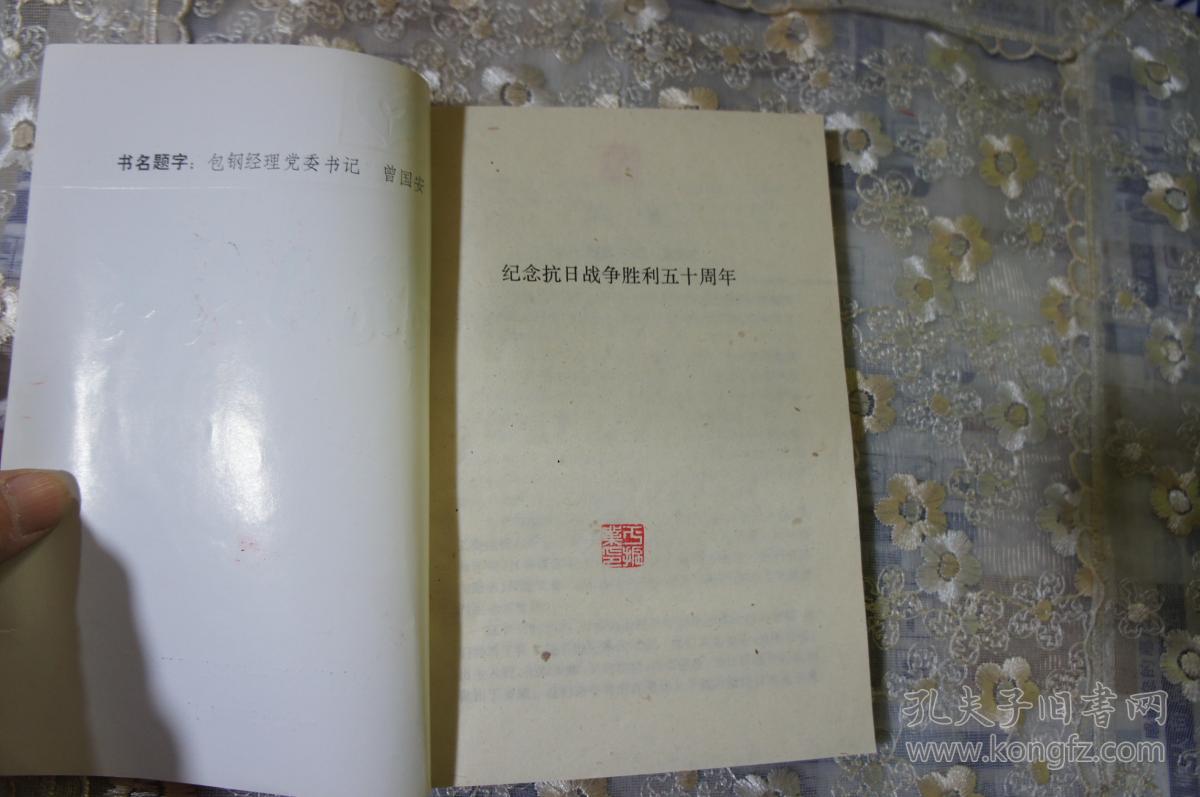 书名题字：包钢经理党委书记 曾国安
纪念抗日战争胜利五十周年
孔夫子旧书网
www.kongfz.com